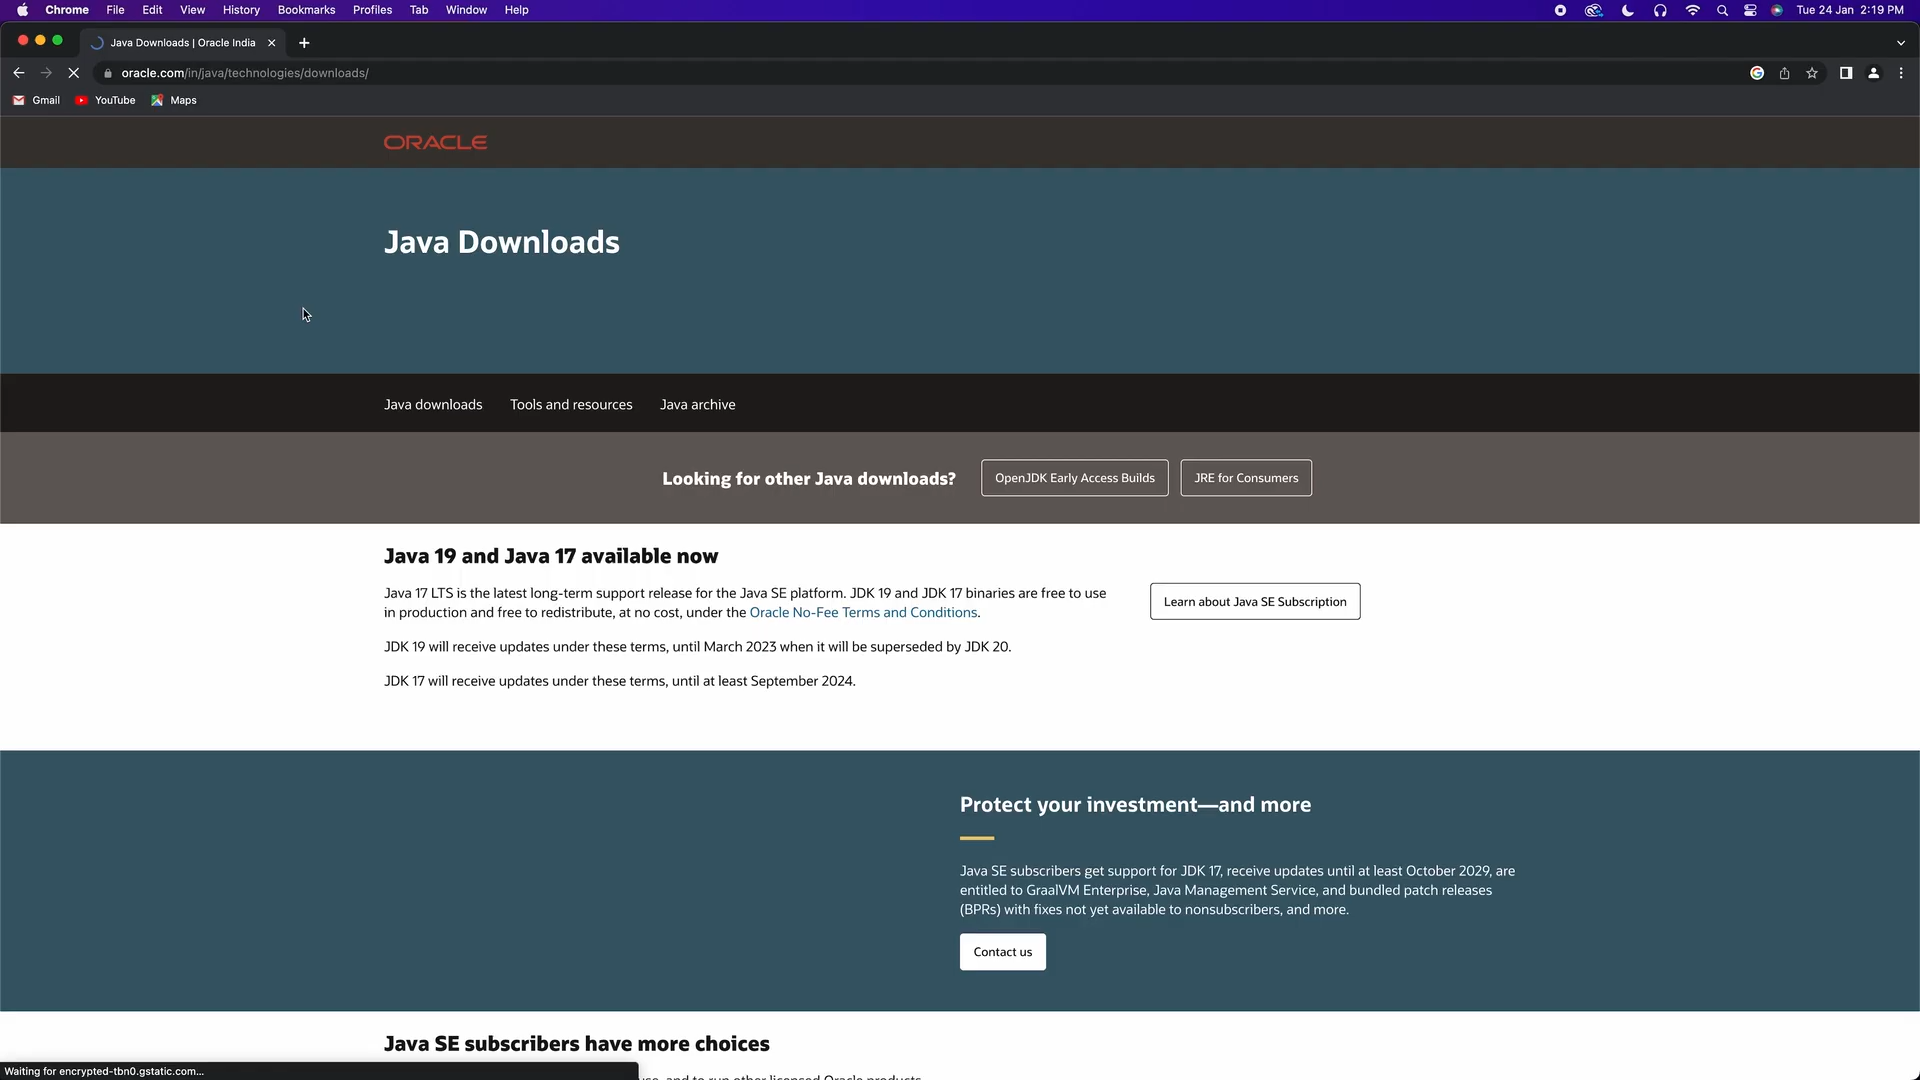 Chrome File Edit View History Bookmarks Profiles Tab Window Help Tue 24 Jan 2:19 PM
Java Downloads | Oracle India
oracle.com/in/java/technologies/downloads/
Gmail YouTube Maps
ORACLE
Java Downloads
Java downloads Tools and resources Java archive
Looking for other Java downloads? OpenJDK Early Access Builds JRE for Consumers
Java 19 and Java 17 available now
Java 17 LTS is the latest long-term support release for the Java SE platform. JDK 19 and JDK 17 binaries are free to use
in production and free to redistribute, at no cost, under the Oracle No-Fee Terms and Conditions.
Learn about Java SE Subscription
JDK 19 will receive updates under these terms, until March 2023 when it will be superseded by JDK 20.
JDK 17 will receive updates under these terms, until at least September 2024.
Protect your investment—and more
Java SE subscribers get support for JDK 17, receive updates until at least October 2029, are
entitled to GraalVM Enterprise, Java Management Service, and bundled patch releases
(BPRs) with fixes not yet available to nonsubscribers, and more.
Contact us
Java SE subscribers have more choices
Waiting for encrypted-tbn0.gstatic.com...
and to run other licensed Oracle products